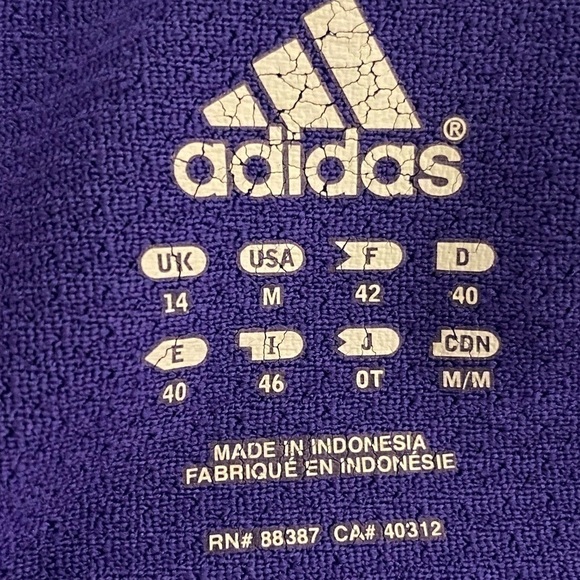 adidas®
UK USA F D
14 M 42 40
E I J CDN
40 46 OT M/M
MADE IN INDONESIA
FABRIQUÉ EN INDONÉSIE
RN# 88387 CA# 40312